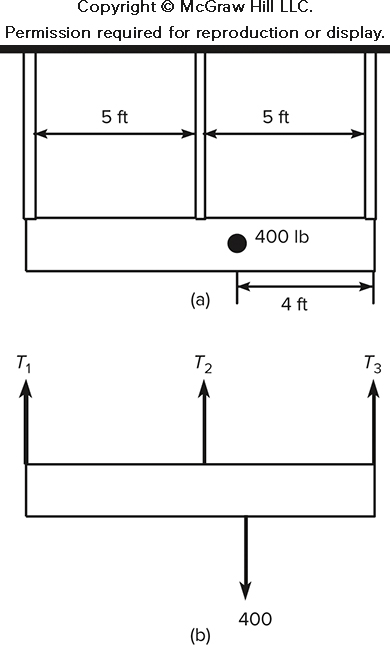 Copyright © McGraw Hill LLC.
Permission required for reproduction or display.
5 ft 5 ft
400 lb
4 ft
(a)
T₁ T₂ T₃
400
(b)